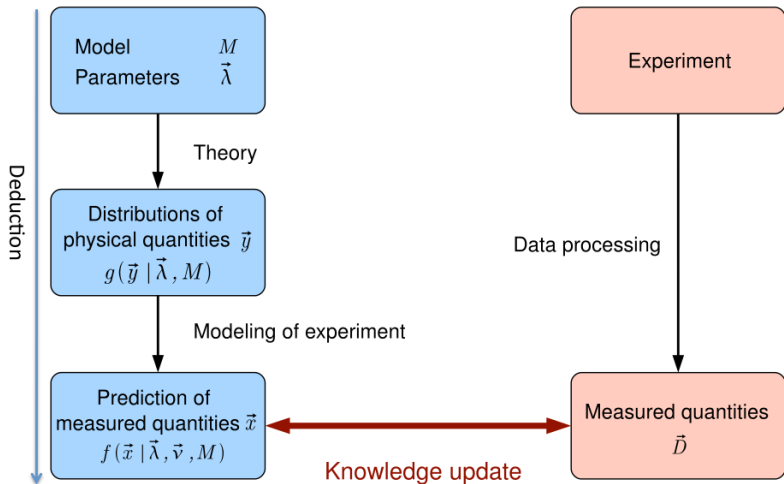 Model M
Parameters λ⃗
Experiment
Theory
Deduction
Distributions of
physical quantities y⃗
g(y⃗ | λ⃗, M)
Data processing
Modeling of experiment
Prediction of
measured quantities x⃗
f(x⃗ | λ⃗, ν⃗, M)
Measured quantities
D⃗
Knowledge update